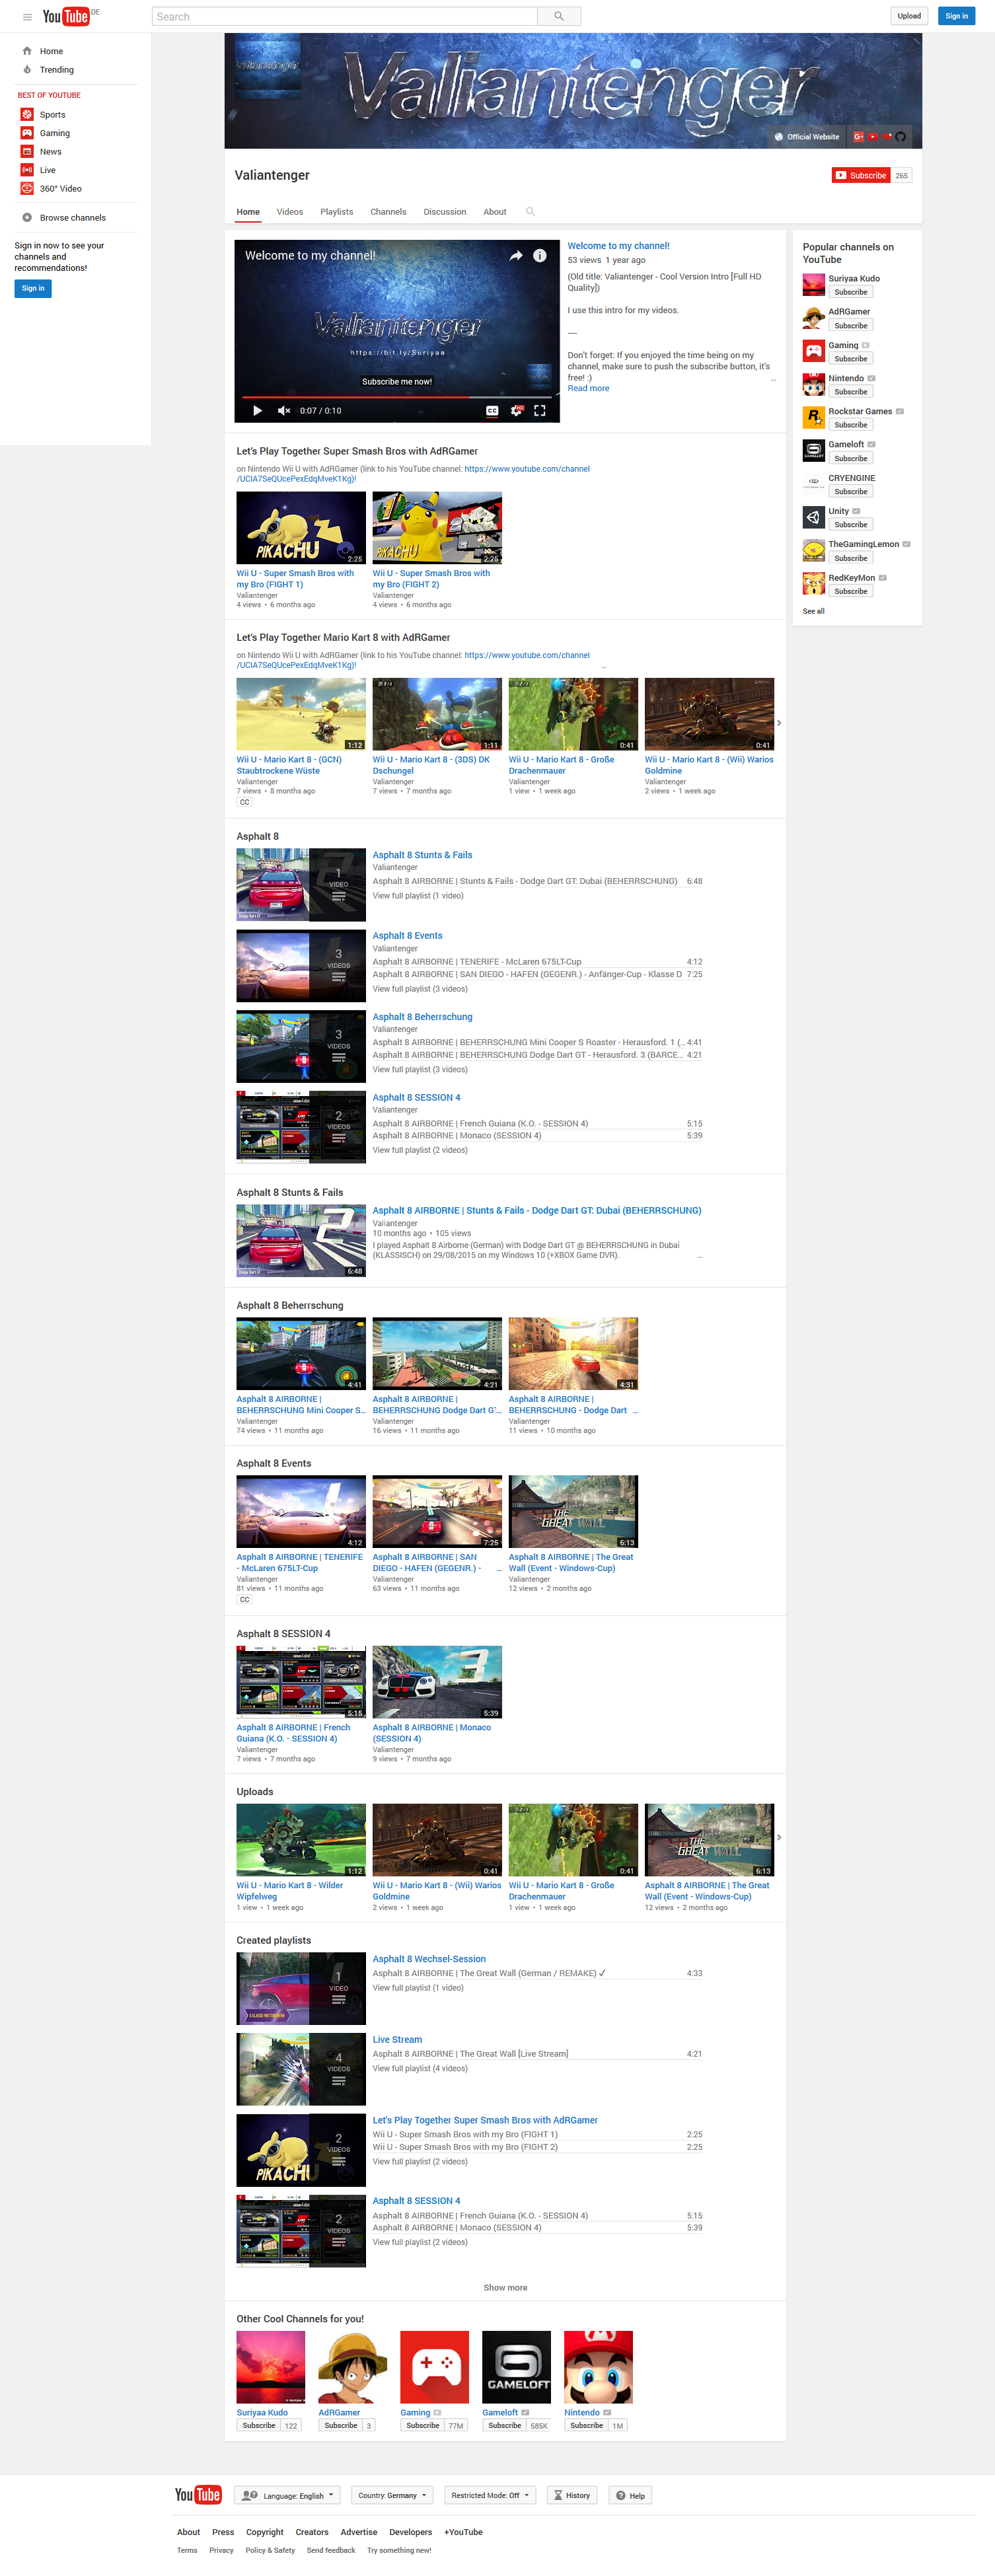 YouTube DE
Search
Upload
Sign in
Home
Trending
BEST OF YOUTUBE
Sports
Gaming
News
Live
360° Video
Browse channels
Sign in now to see your
channels and
recommendations!
Sign in
Valiantenger
Official Website
Valiantenger
Subscribe 265
Home Videos Playlists Channels Discussion About
Welcome to my channel!
Valiantenger
https://bit.ly/Suriyaa
Subscribe me now!
0:07 / 0:10
Welcome to my channel!
53 views 1 year ago
(Old title: Valiantenger - Cool Version Intro [Full HD
Quality])
I use this intro for my videos.
—
Don't forget: If you enjoyed the time being on my
channel, make sure to push the subscribe button, it's
free! :) ...
Read more
Popular channels on
YouTube
Suriyaa Kudo
Subscribe
AdRGamer
Subscribe
Gaming
Subscribe
Nintendo
Subscribe
Rockstar Games
Subscribe
Gameloft
Subscribe
CRYENGINE
Subscribe
Unity
Subscribe
TheGamingLemon
Subscribe
RedKeyMon
Subscribe
See all
Let's Play Together Super Smash Bros with AdRGamer
on Nintendo Wii U with AdRGamer (link to his YouTube channel: https://www.youtube.com/channel
/UCIA7SeQUcePexEdqMveK1Kg)!
PIKACHU 2:25
2:25
Wii U - Super Smash Bros with
my Bro (FIGHT 1)
Valiantenger
4 views • 6 months ago
Wii U - Super Smash Bros with
my Bro (FIGHT 2)
Valiantenger
4 views • 6 months ago
Let's Play Together Mario Kart 8 with AdRGamer
on Nintendo Wii U with AdRGamer (link to his YouTube channel: https://www.youtube.com/channel
/UCIA7SeQUcePexEdqMveK1Kg)! ...
1:12
1:11
0:41
0:41
Wii U - Mario Kart 8 - (GCN)
Staubtrockene Wüste
Valiantenger
7 views • 8 months ago
CC
Wii U - Mario Kart 8 - (3DS) DK
Dschungel
Valiantenger
7 views • 7 months ago
Wii U - Mario Kart 8 - Große
Drachenmauer
Valiantenger
1 view • 1 week ago
Wii U - Mario Kart 8 - (Wii) Warios
Goldmine
Valiantenger
2 views • 1 week ago
Asphalt 8
1
VIDEO
Asphalt 8 Stunts & Fails
Valiantenger
Asphalt 8 AIRBORNE | Stunts & Fails - Dodge Dart GT: Dubai (BEHERRSCHUNG) 6:48
View full playlist (1 video)
3
VIDEOS
Asphalt 8 Events
Valiantenger
Asphalt 8 AIRBORNE | TENERIFE - McLaren 675LT-Cup 4:12
Asphalt 8 AIRBORNE | SAN DIEGO - HAFEN (GEGENR.) - Anfänger-Cup - Klasse D 7:25
View full playlist (3 videos)
3
VIDEOS
Asphalt 8 Beherrschung
Valiantenger
Asphalt 8 AIRBORNE | BEHERRSCHUNG Mini Cooper S Roaster - Herausford. 1 (... 4:41
Asphalt 8 AIRBORNE | BEHERRSCHUNG Dodge Dart GT - Herausford. 3 (BARCE... 4:21
View full playlist (3 videos)
2
VIDEOS
Asphalt 8 SESSION 4
Valiantenger
Asphalt 8 AIRBORNE | French Guiana (K.O. - SESSION 4) 5:15
Asphalt 8 AIRBORNE | Monaco (SESSION 4) 5:39
View full playlist (2 videos)
Asphalt 8 Stunts & Fails
6:48
Asphalt 8 AIRBORNE | Stunts & Fails - Dodge Dart GT: Dubai (BEHERRSCHUNG)
Valiantenger
10 months ago • 105 views
I played Asphalt 8 Airborne (German) with Dodge Dart GT @ BEHERRSCHUNG in Dubai
(KLASSISCH) on 29/08/2015 on my Windows 10 (+XBOX Game DVR). ...
Asphalt 8 Beherrschung
4:41
4:21
4:31
Asphalt 8 AIRBORNE |
BEHERRSCHUNG Mini Cooper S...
Valiantenger
74 views • 11 months ago
Asphalt 8 AIRBORNE |
BEHERRSCHUNG Dodge Dart GT...
Valiantenger
16 views • 11 months ago
Asphalt 8 AIRBORNE |
BEHERRSCHUNG - Dodge Dart ...
Valiantenger
11 views • 10 months ago
Asphalt 8 Events
4:12
7:25
THE GREAT WALL 6:13
Asphalt 8 AIRBORNE | TENERIFE
- McLaren 675LT-Cup
Valiantenger
81 views • 11 months ago
CC
Asphalt 8 AIRBORNE | SAN
DIEGO - HAFEN (GEGENR.) - ...
Valiantenger
63 views • 11 months ago
Asphalt 8 AIRBORNE | The Great
Wall (Event - Windows-Cup)
Valiantenger
12 views • 2 months ago
Asphalt 8 SESSION 4
5:15
5:39
Asphalt 8 AIRBORNE | French
Guiana (K.O. - SESSION 4)
Valiantenger
7 views • 7 months ago
Asphalt 8 AIRBORNE | Monaco
(SESSION 4)
Valiantenger
9 views • 7 months ago
Uploads
1:12
0:41
0:41
THE GREAT WALL 6:13
Wii U - Mario Kart 8 - Wilder
Wipfelweg
1 view • 1 week ago
Wii U - Mario Kart 8 - (Wii) Warios
Goldmine
2 views • 1 week ago
Wii U - Mario Kart 8 - Große
Drachenmauer
1 view • 1 week ago
Asphalt 8 AIRBORNE | The Great
Wall (Event - Windows-Cup)
12 views • 2 months ago
Created playlists
1
VIDEO
Asphalt 8 Wechsel-Session
Asphalt 8 AIRBORNE | The Great Wall (German / REMAKE) ✓ 4:33
View full playlist (1 video)
4
VIDEOS
Live Stream
Asphalt 8 AIRBORNE | The Great Wall [Live Stream] 4:21
View full playlist (4 videos)
PIKACHU
2
VIDEOS
Let's Play Together Super Smash Bros with AdRGamer
Wii U - Super Smash Bros with my Bro (FIGHT 1) 2:25
Wii U - Super Smash Bros with my Bro (FIGHT 2) 2:25
View full playlist (2 videos)
2
VIDEOS
Asphalt 8 SESSION 4
Asphalt 8 AIRBORNE | French Guiana (K.O. - SESSION 4) 5:15
Asphalt 8 AIRBORNE | Monaco (SESSION 4) 5:39
View full playlist (2 videos)
Show more
Other Cool Channels for you!
GAMELOFT
Suriyaa Kudo
Subscribe 122
AdRGamer
Subscribe 3
Gaming
Subscribe 77M
Gameloft
Subscribe 585K
Nintendo
Subscribe 1M
YouTube
Language: English
Country: Germany
Restricted Mode: Off
History
Help
About Press Copyright Creators Advertise Developers +YouTube
Terms Privacy Policy & Safety Send feedback Try something new!